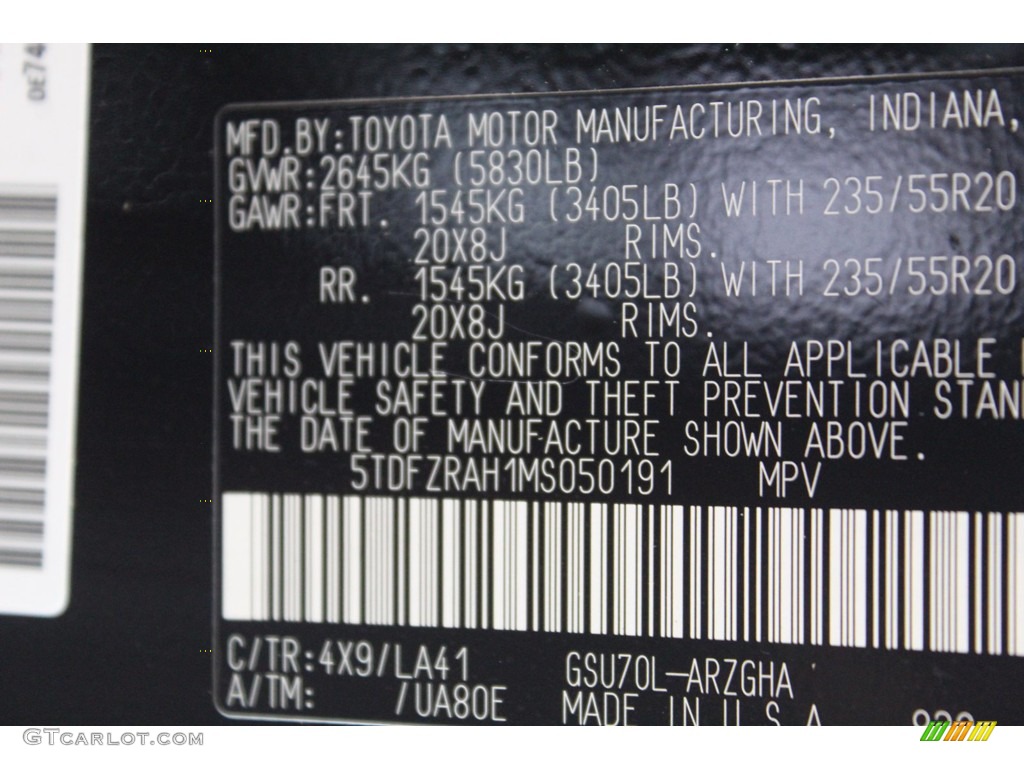 0E74
MFD.BY:TOYOTA MOTOR MANUFACTURING, INDIANA,
GVWR:2645KG (5830LB)
GAWR:FRT. 1545KG (3405LB) WITH 235/55R20
20X8J RIMS.
RR. 1545KG (3405LB) WITH 235/55R20
20X8J RIMS.
THIS VEHICLE CONFORMS TO ALL APPLICABLE
VEHICLE SAFETY AND THEFT PREVENTION STAN
THE DATE OF MANUFACTURE SHOWN ABOVE.
5TDFZRAH1MS050191 MPV
C/TR:4X9/LA41 GSU70L-ARZGHA
A/TM: /UA80E MADE IN U.S.A.
GTcarlot.com